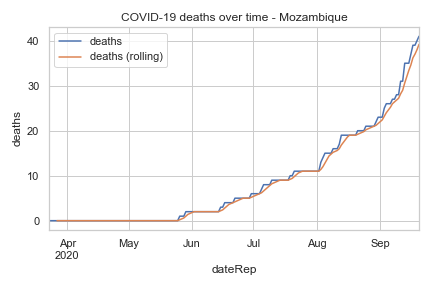 COVID-19 deaths over time - Mozambique
deaths
deaths (rolling)
deaths
40
30
20
10
0
Apr
2020
May
Jun
Jul
Aug
Sep
dateRep